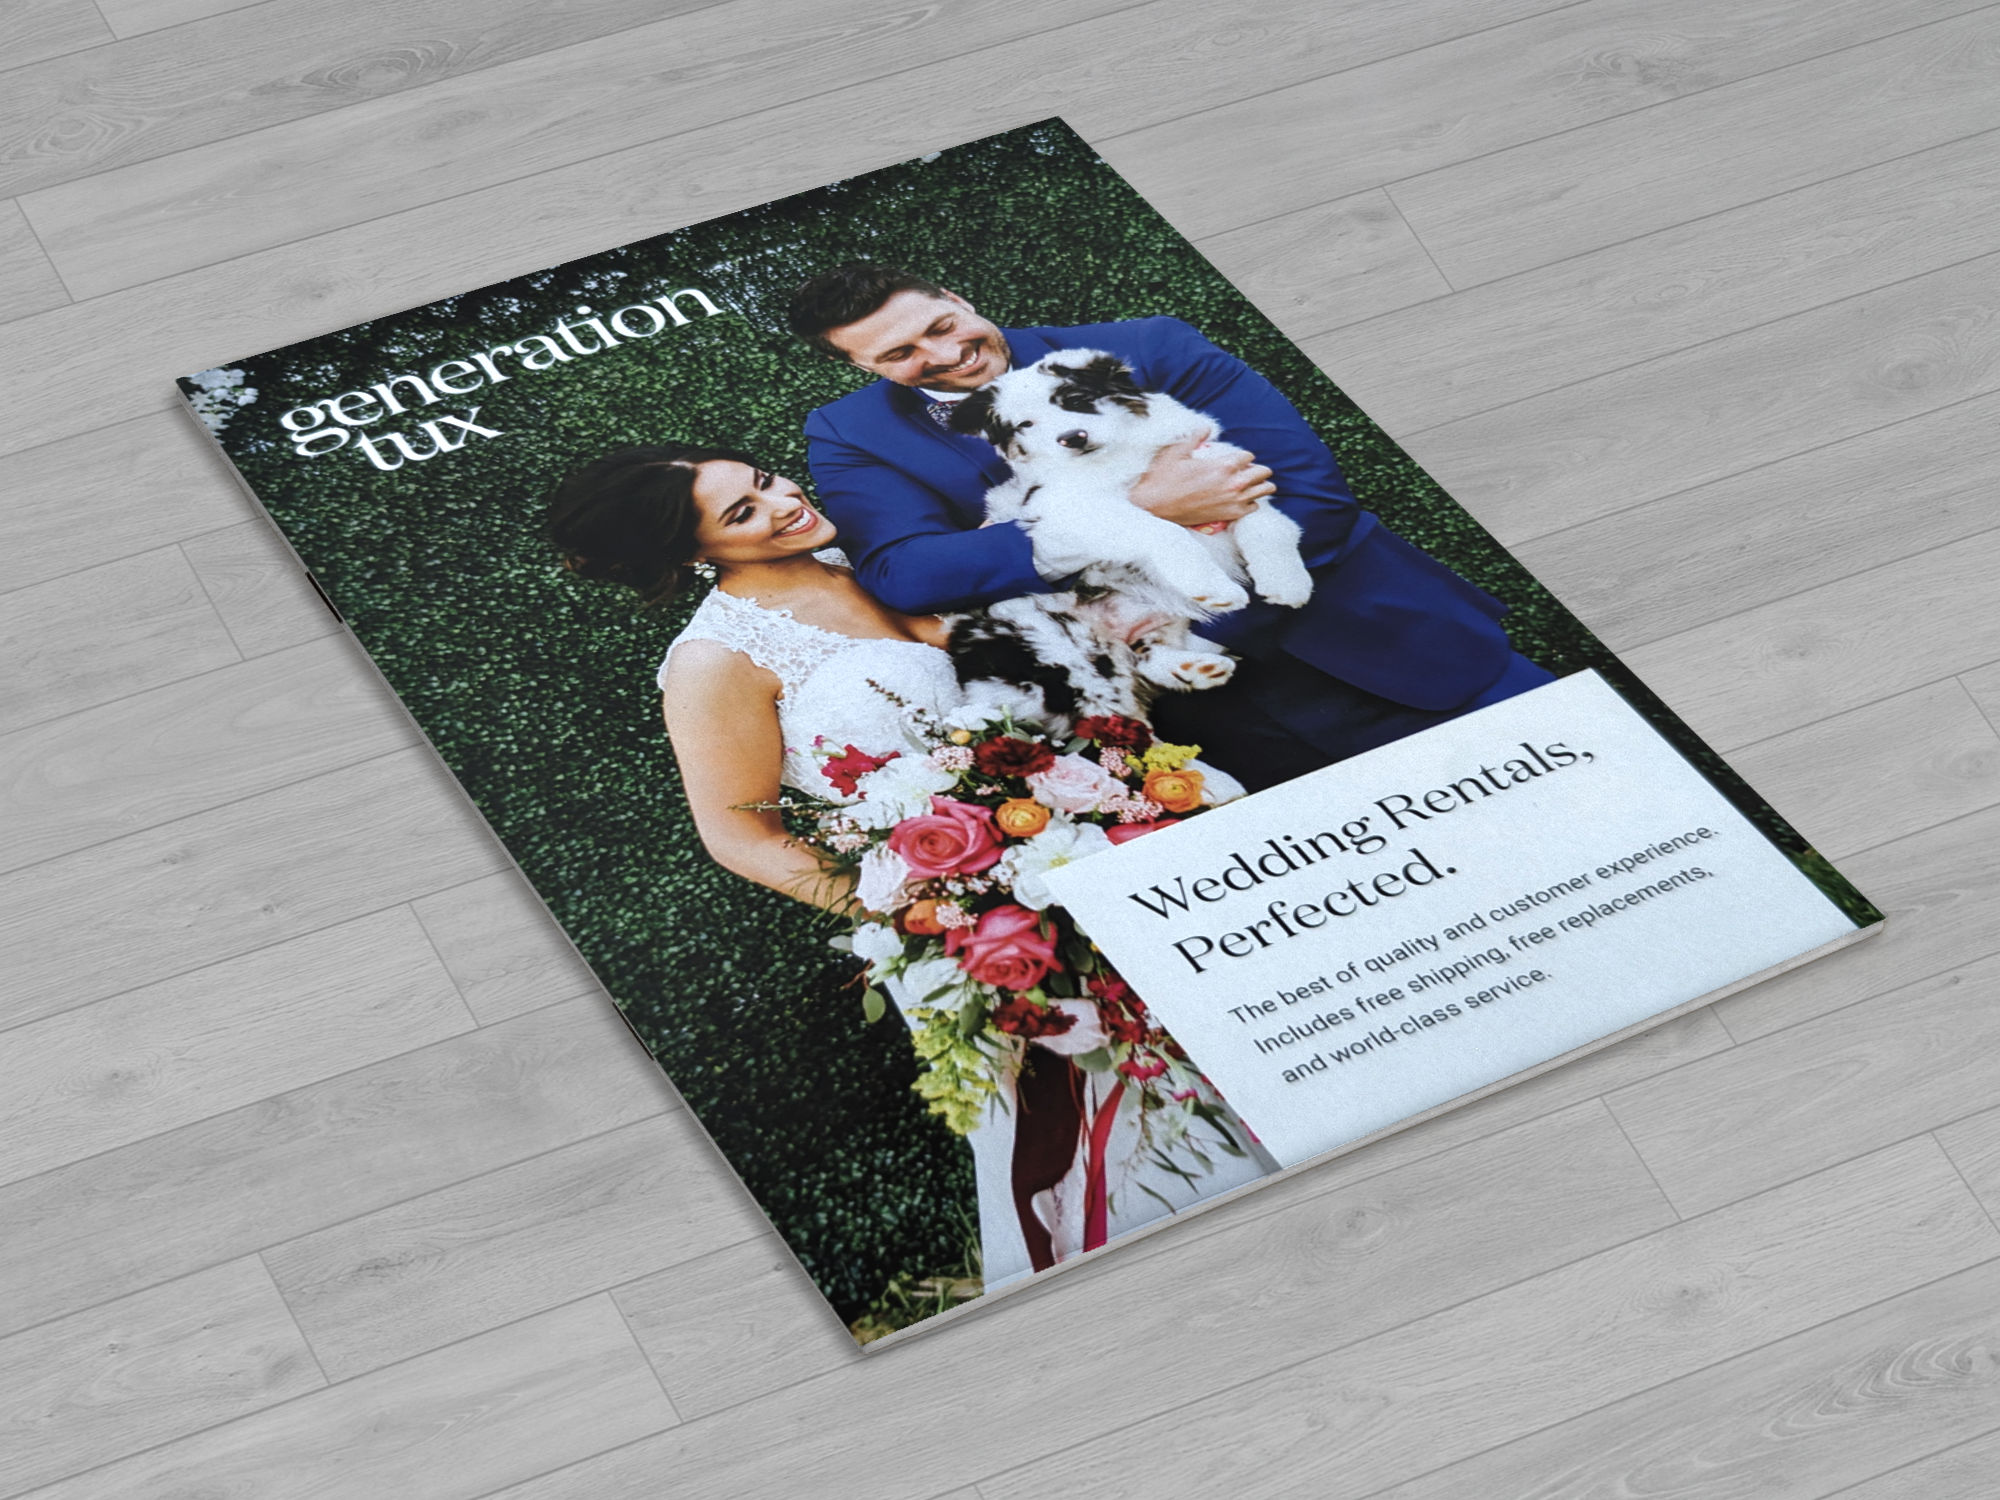 generation
tux
Wedding Rentals,
Perfected.
The best of quality and customer experience.
Includes free shipping, free replacements,
and world-class service.